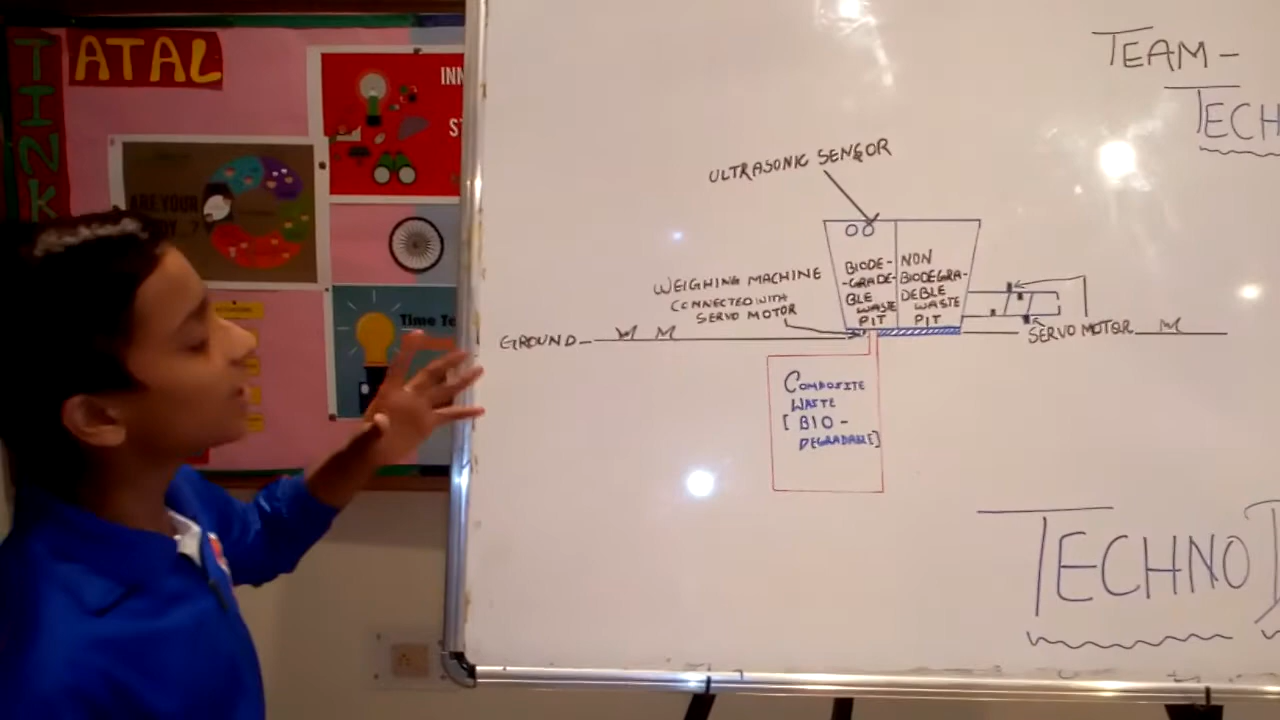 ATAL
TINK
INN
ST
ARE YOUR
?
Time Te
TEAM -
TECH
ULTRASONIC SENSOR
WEIGHING MACHINE
CONNECTED WITH
SERVO MOTOR
BIODE-
-GRADE-
BLE
WASTE
PIT
NON
BIODEGRA-
DEBLE
WASTE
PIT
GROUND
SERVO MOTOR
COMPOSITE
WASTE
[BIO-
DEGRADABLE]
TECHNO